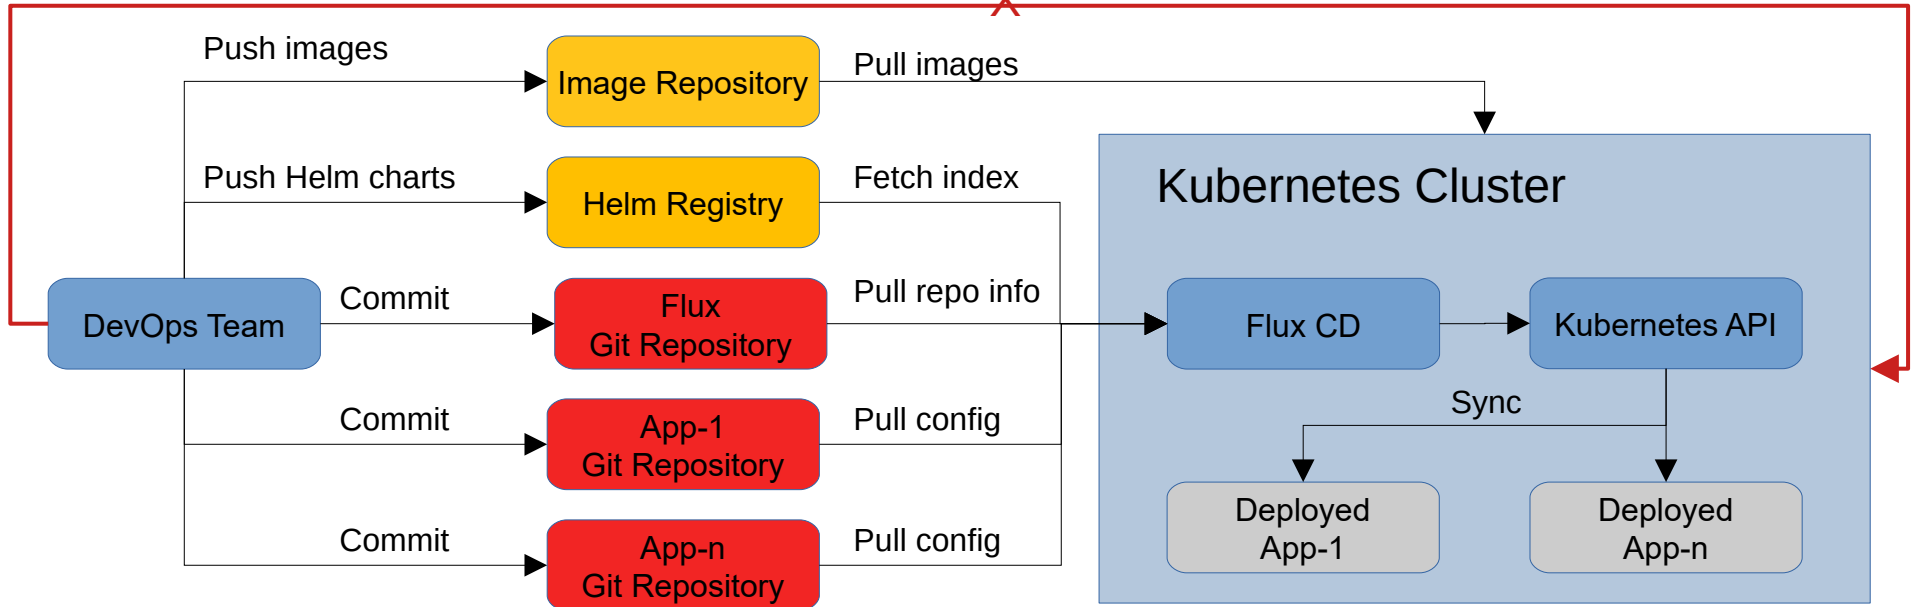 Push images
Image Repository
Pull images
Push Helm charts
Helm Registry
Fetch index
Kubernetes Cluster
DevOps Team
Commit
Flux
Git Repository
Pull repo info
Flux CD
Kubernetes API
Commit
App-1
Git Repository
Pull config
Sync
Commit
App-n
Git Repository
Pull config
Deployed
App-1
Deployed
App-n